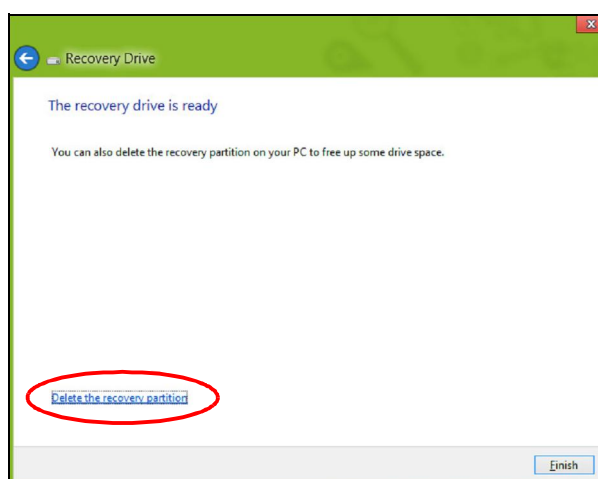 Recovery Drive
The recovery drive is ready
You can also delete the recovery partition on your PC to free up some drive space.
Delete the recovery partition
Finish